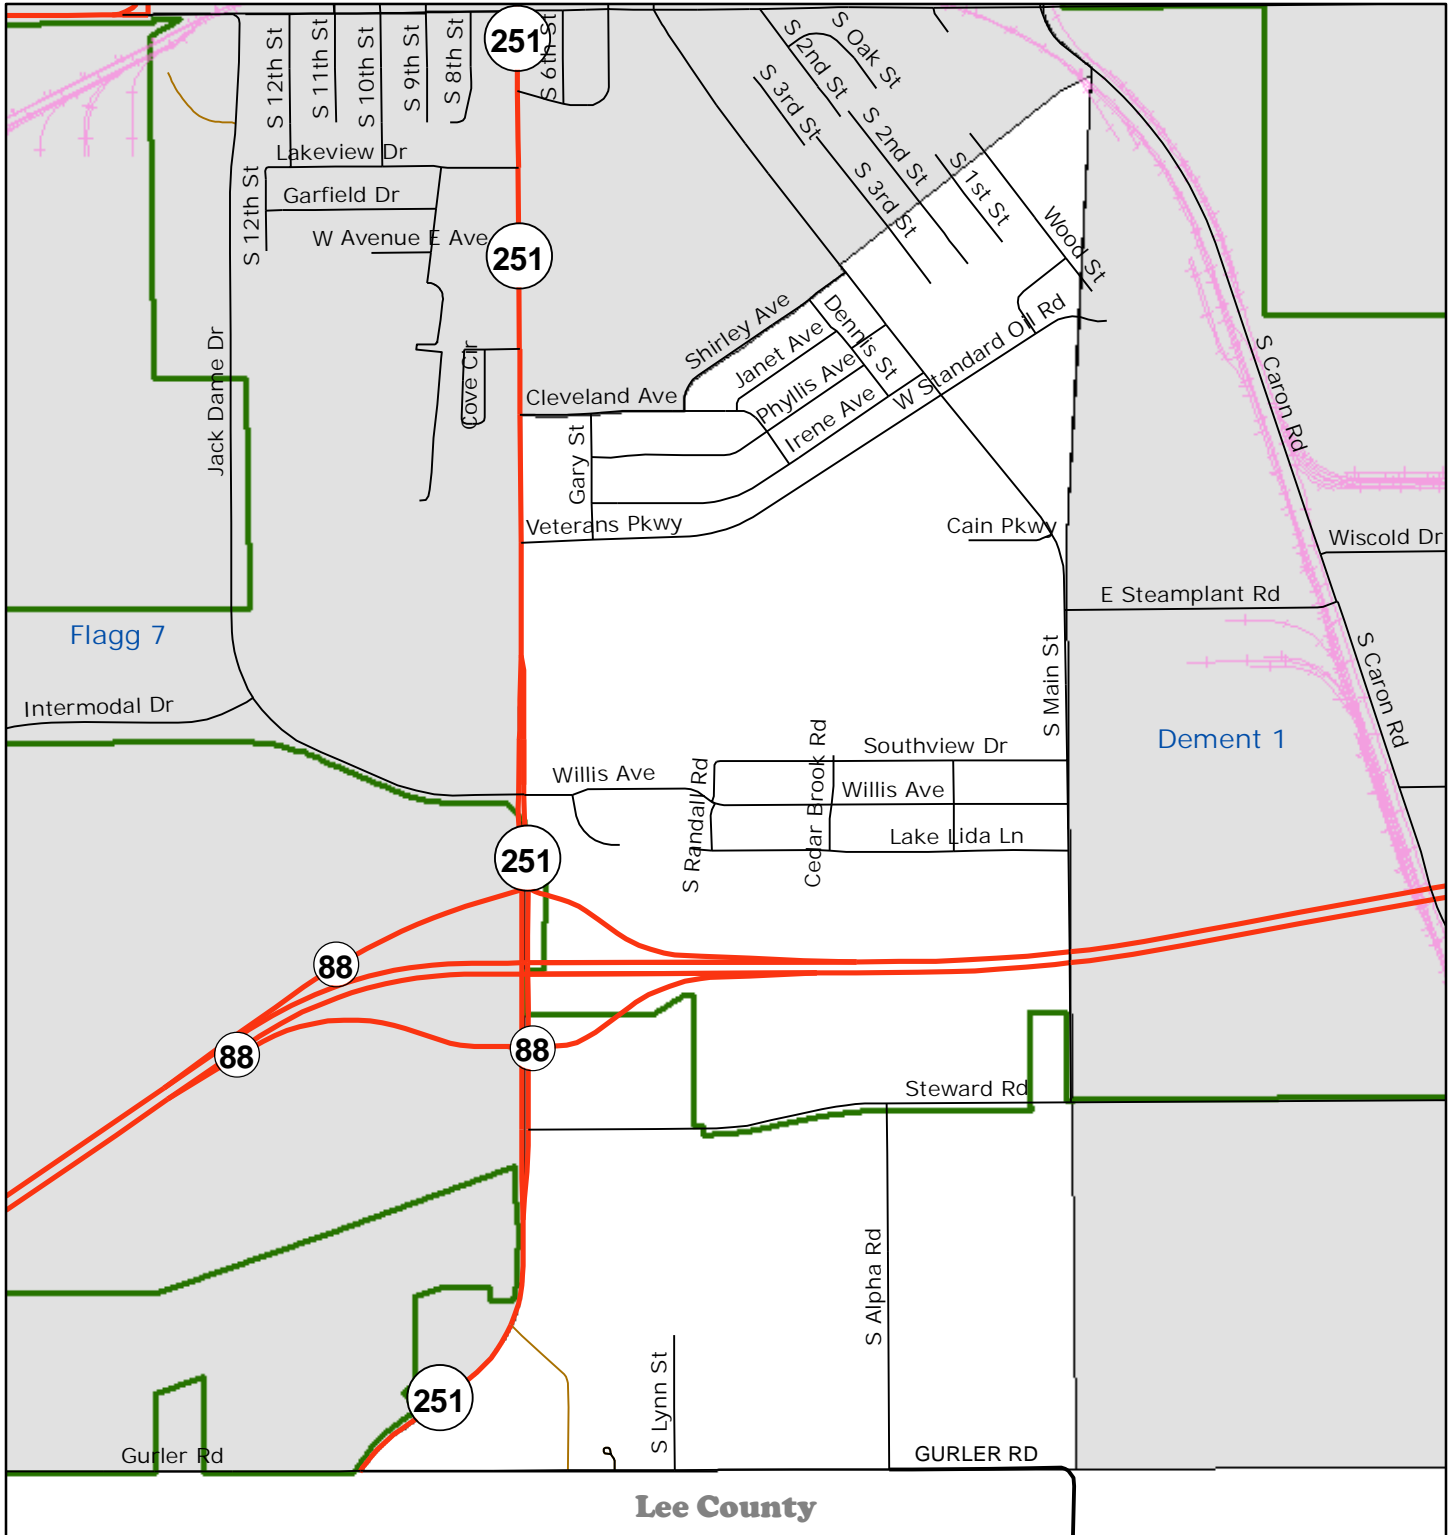 251
S 12th St
S 11th St
S 10th St
S 9th St
S 8th St
S 6th St
S Oak St
S 2nd St
S 3rd St
S 2nd St
S 3rd St
S 1st St
Wood St
Lakeview Dr
S 12th St
Garfield Dr
W Avenue E Ave
251
Shirley Ave
Dennis St
Janet Ave
Phyllis Ave
Irene Ave
W Standard Oil Rd
Jack Dame Dr
Cove Cir
Cleveland Ave
Gary St
Veterans Pkwy
Cain Pkwy
S Caron Rd
Wiscold Dr
E Steamplant Rd
Flagg 7
S Main St
S Caron Rd
Intermodal Dr
Dement 1
Southview Dr
Willis Ave
S Randall Rd
Cedar Brook Rd
Willis Ave
Lake Lida Ln
251
88
88
88
Steward Rd
S Alpha Rd
S Lynn St
251
Gurler Rd
GURLER RD
Lee County